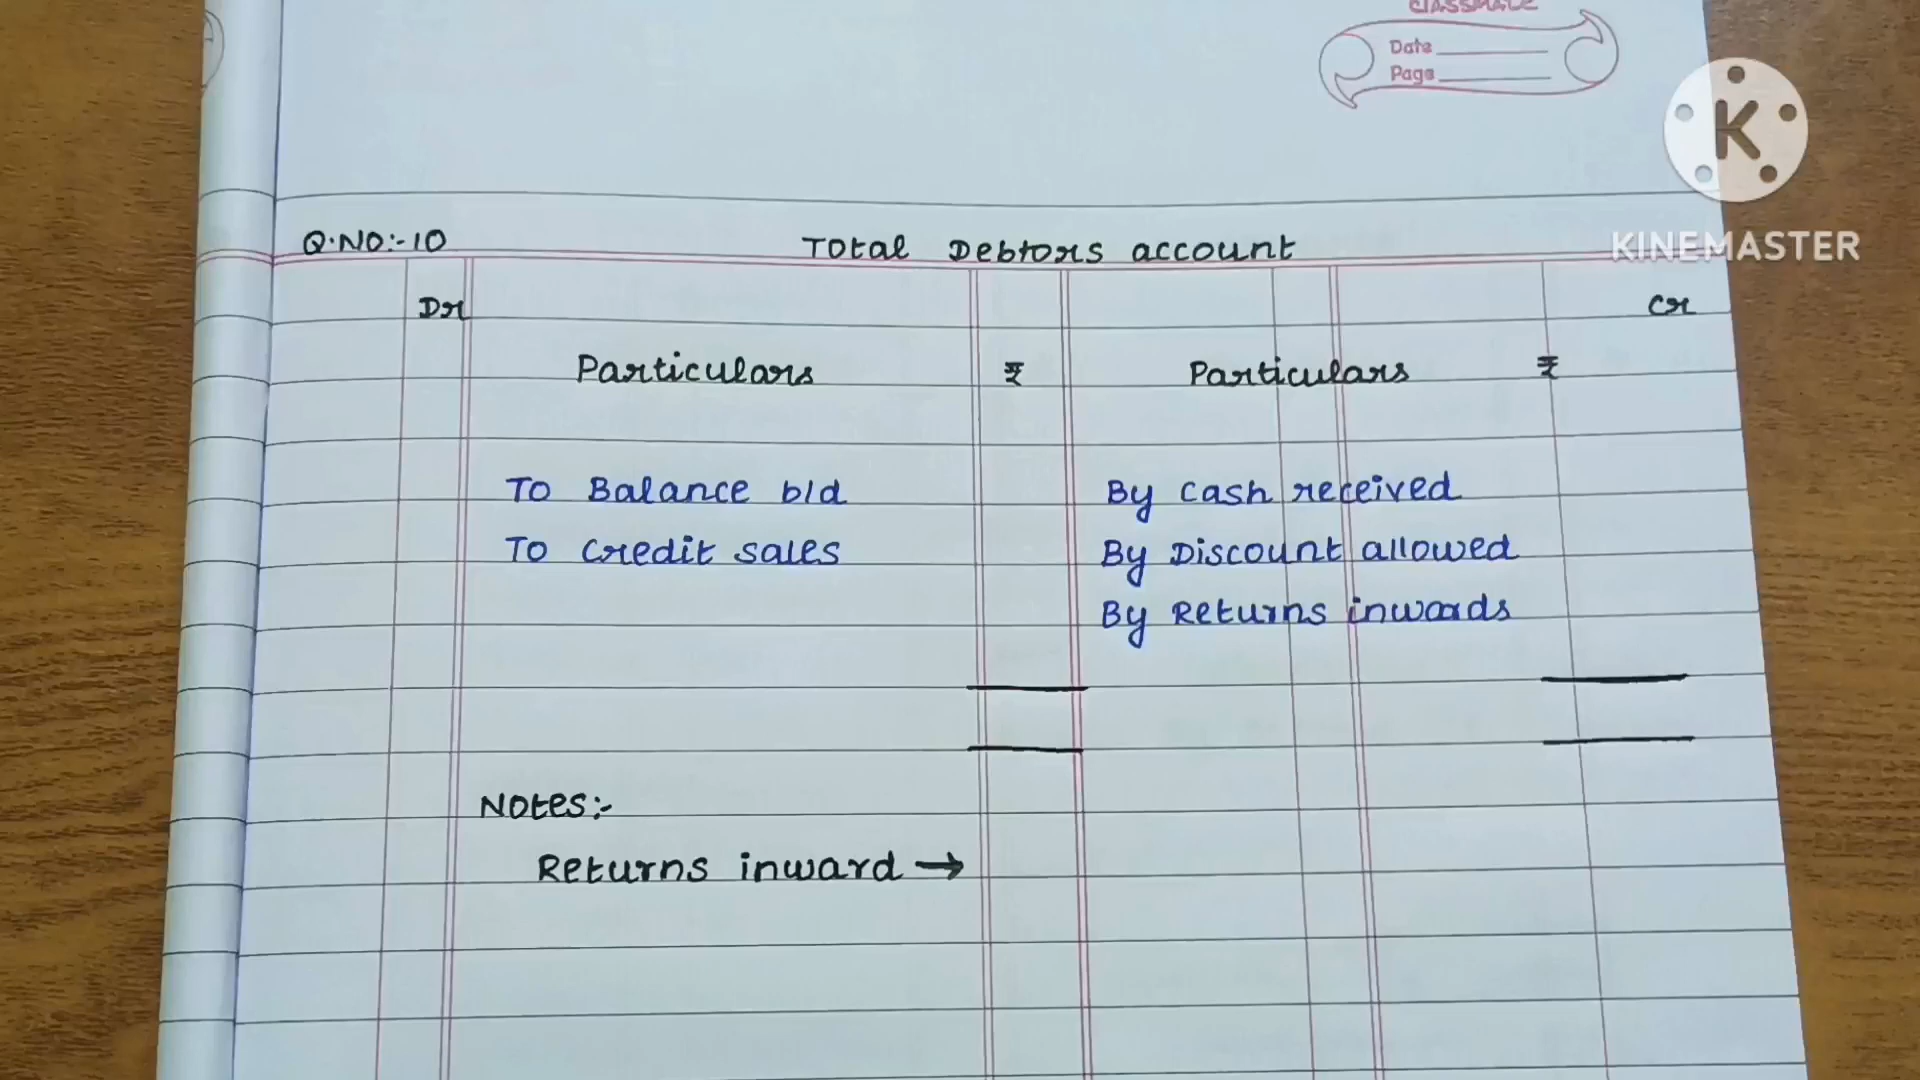 CLASSMATE
Date
Page
K
KINEMASTER
Q.NO:-10 Total Debtors account
Dr Cr
Particulars ₹ Particulars ₹
To Balance b/d By cash received
To credit sales By Discount allowed
By Returns inwards
Notes:-
Returns inward →